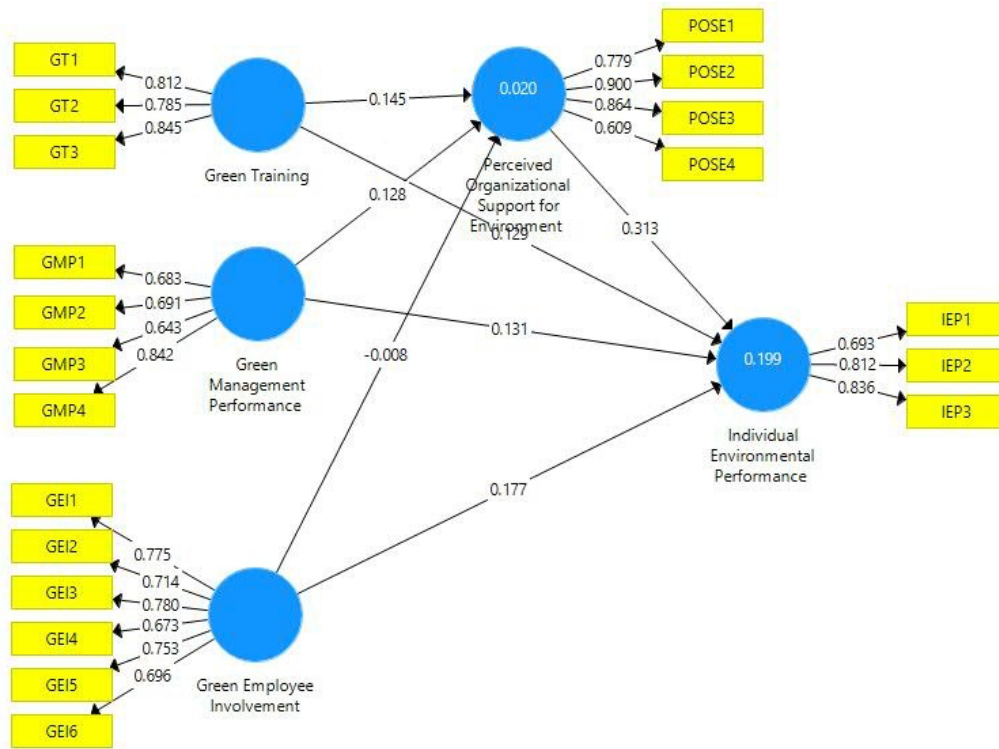 GT1
GT2
GT3
0.812
0.785
0.845
Green Training
0.145
0.020
Perceived
Organizational
Support for
Environment
0.779
0.900
0.864
0.609
POSE1
POSE2
POSE3
POSE4
0.128
0.129
0.313
GMP1
GMP2
GMP3
GMP4
0.683
0.691
0.643
0.842
Green
Management
Performance
0.131
-0.008
0.199
Individual
Environmental
Performance
0.693
0.812
0.836
IEP1
IEP2
IEP3
0.177
GEI1
GEI2
GEI3
GEI4
GEI5
GEI6
0.775
0.714
0.780
0.673
0.753
0.696
Green Employee
Involvement